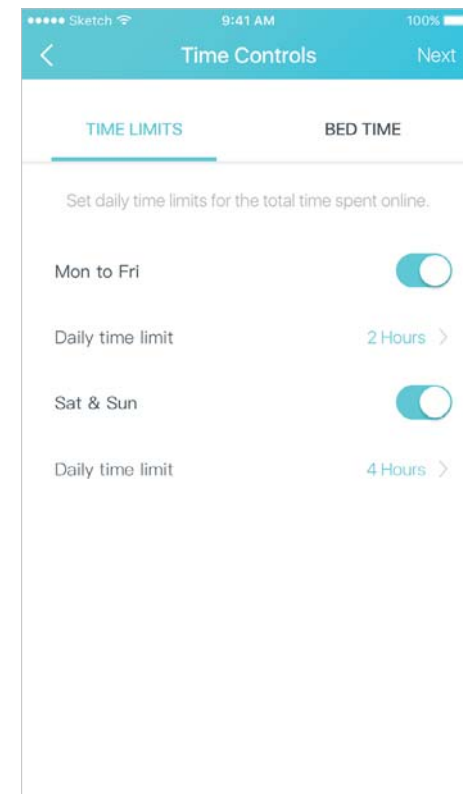 Sketch 9:41 AM 100%
Time Controls Next
TIME LIMITS BED TIME
Set daily time limits for the total time spent online.
Mon to Fri
Daily time limit 2 Hours
Sat & Sun
Daily time limit 4 Hours